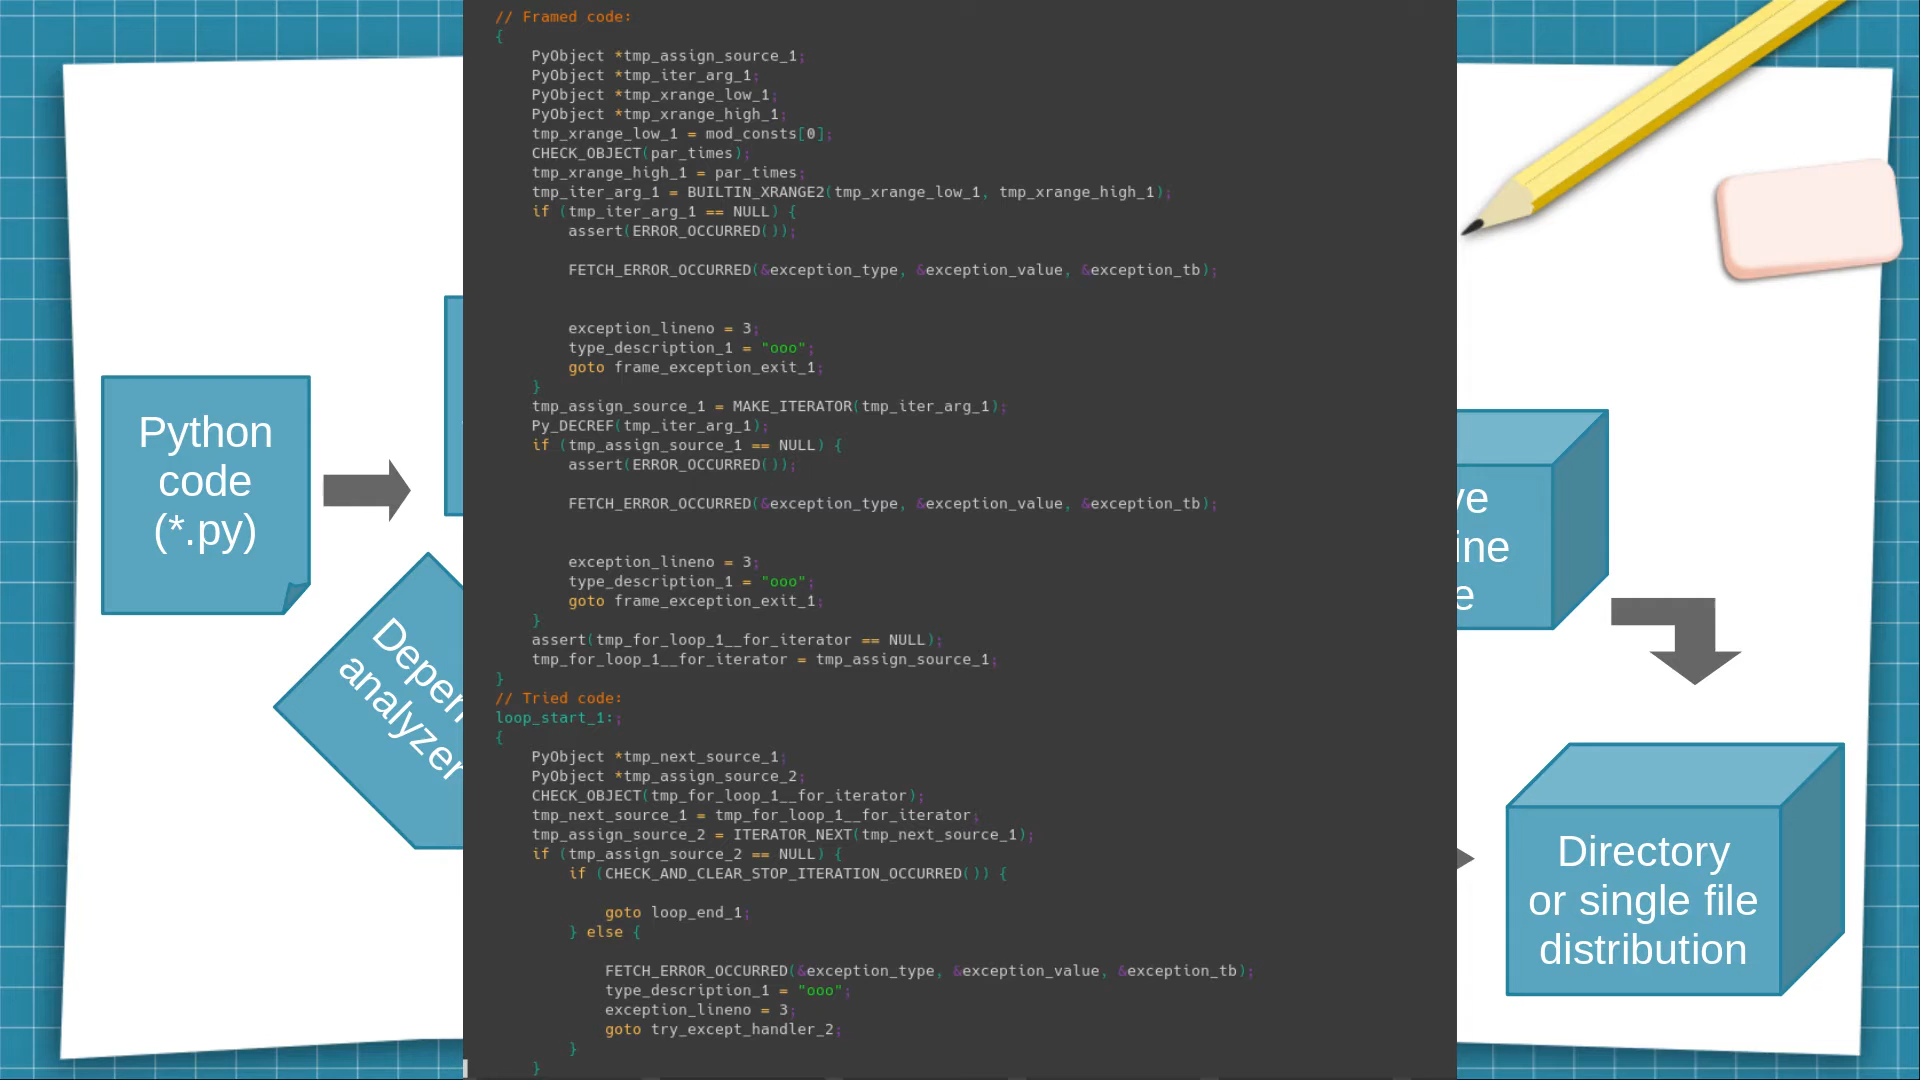 // Framed code:
{
PyObject *tmp_assign_source_1;
PyObject *tmp_iter_arg_1;
PyObject *tmp_xrange_low_1;
PyObject *tmp_xrange_high_1;
tmp_xrange_low_1 = mod_consts[0];
CHECK_OBJECT(par_times);
tmp_xrange_high_1 = par_times;
tmp_iter_arg_1 = BUILTIN_XRANGE2(tmp_xrange_low_1, tmp_xrange_high_1);
if (tmp_iter_arg_1 == NULL) {
assert(ERROR_OCCURRED());
FETCH_ERROR_OCCURRED(&exception_type, &exception_value, &exception_tb);
exception_lineno = 3;
type_description_1 = "ooo";
goto frame_exception_exit_1;
}
tmp_assign_source_1 = MAKE_ITERATOR(tmp_iter_arg_1);
Py_DECREF(tmp_iter_arg_1);
if (tmp_assign_source_1 == NULL) {
assert(ERROR_OCCURRED());
FETCH_ERROR_OCCURRED(&exception_type, &exception_value, &exception_tb);
exception_lineno = 3;
type_description_1 = "ooo";
goto frame_exception_exit_1;
}
assert(tmp_for_loop_1__for_iterator == NULL);
tmp_for_loop_1__for_iterator = tmp_assign_source_1;
}
// Tried code:
loop_start_1:;
{
PyObject *tmp_next_source_1;
PyObject *tmp_assign_source_2;
CHECK_OBJECT(tmp_for_loop_1__for_iterator);
tmp_next_source_1 = tmp_for_loop_1__for_iterator;
tmp_assign_source_2 = ITERATOR_NEXT(tmp_next_source_1);
if (tmp_assign_source_2 == NULL) {
if (CHECK_AND_CLEAR_STOP_ITERATION_OCCURRED()) {
goto loop_end_1;
} else {
FETCH_ERROR_OCCURRED(&exception_type, &exception_value, &exception_tb);
type_description_1 = "ooo";
exception_lineno = 3;
goto try_except_handler_2;
}
}
Python
code
(*.py)
analyzer
Directory
or single file
distribution